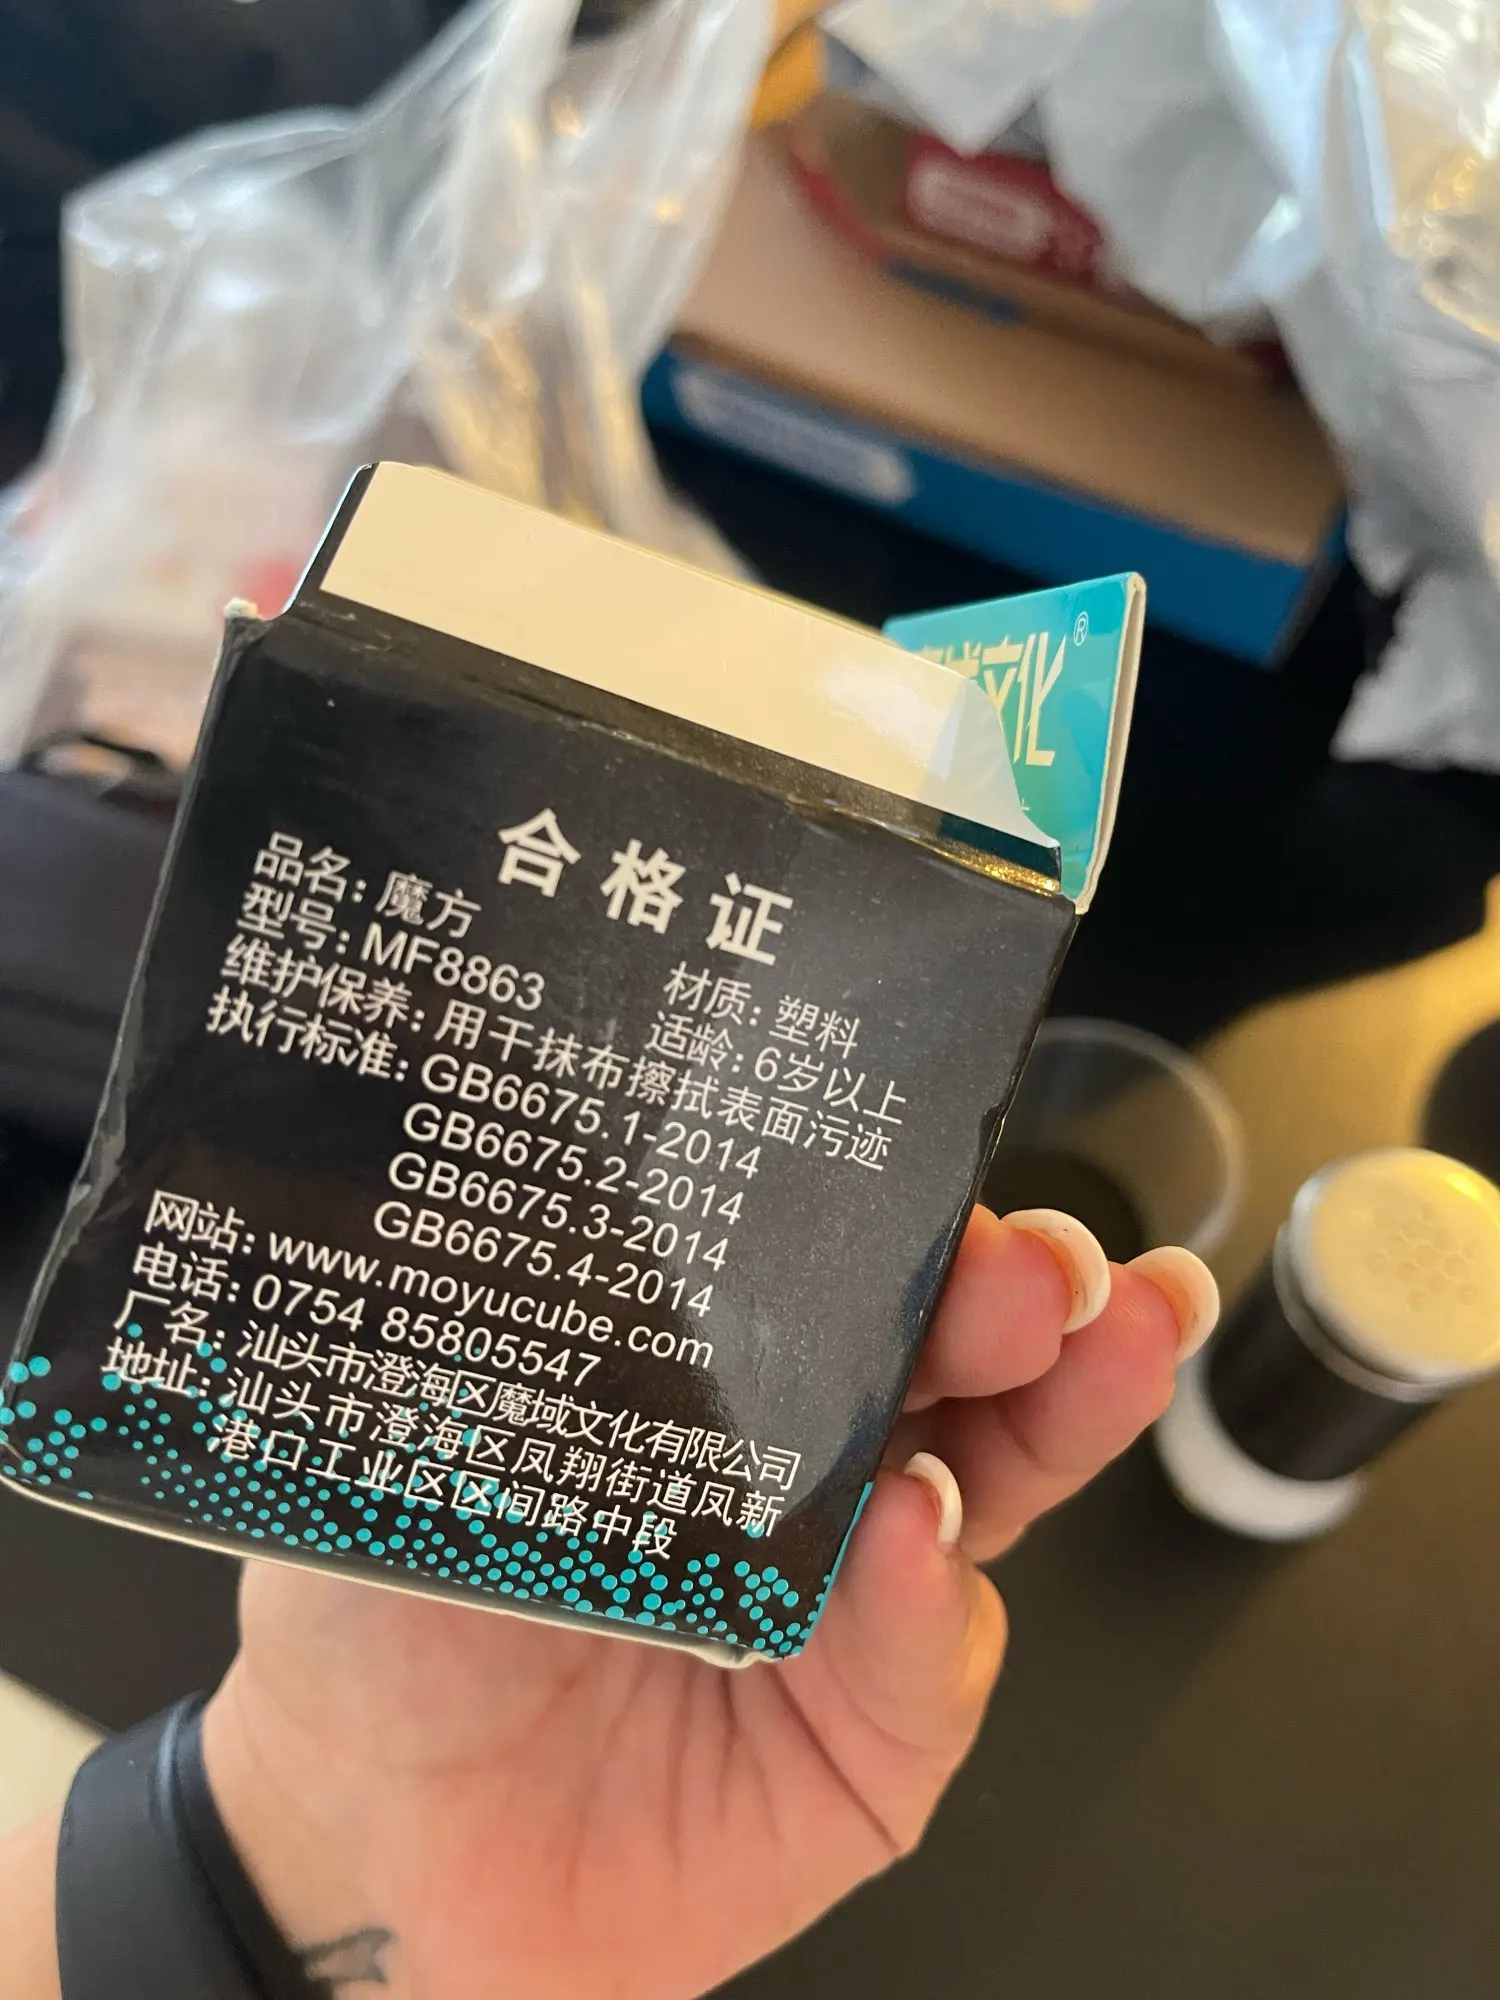 文化®
合格证
品名：魔方
型号：MF8863 材质：塑料
适龄：6岁以上
维护保养：用干抹布擦拭表面污迹
执行标准：GB6675.1-2014
GB6675.2-2014
GB6675.3-2014
GB6675.4-2014
网站：www.moyucube.com
电话：0754 85805547
厂名：汕头市澄海区魔域文化有限公司
地址：汕头市澄海区凤翔街道凤新
港口工业区区间路中段